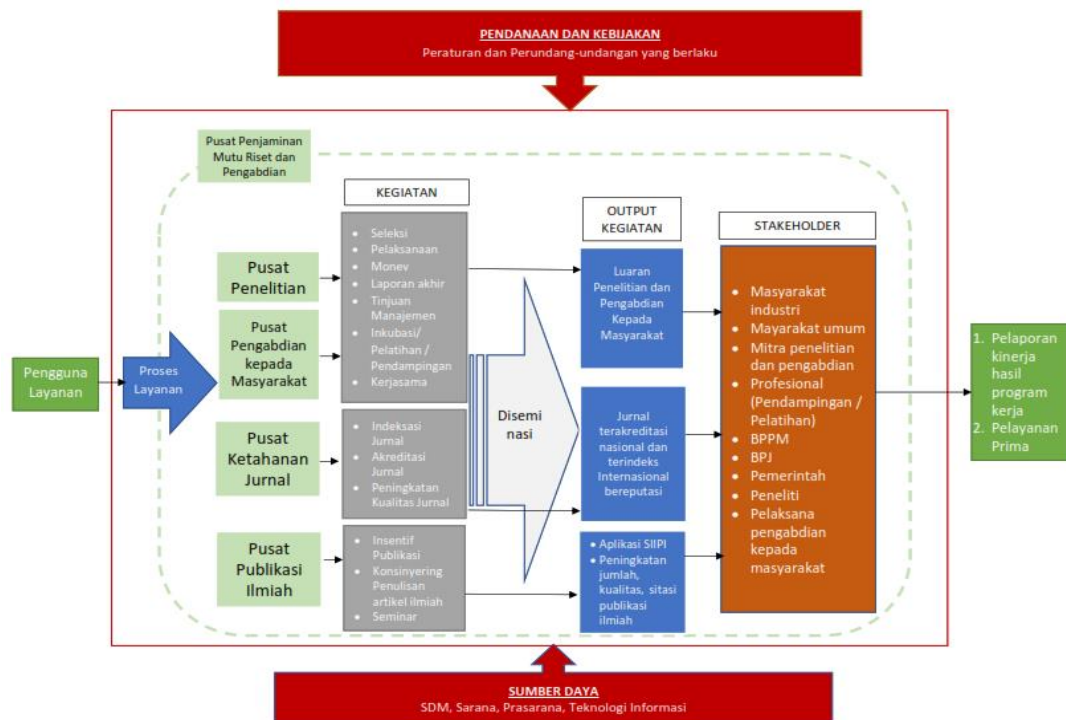 PENDANAAN DAN KEBIJAKAN
Peraturan dan Perundang-undangan yang berlaku
Pusat Penjaminan
Mutu Riset dan
Pengabdian
KEGIATAN
OUTPUT
KEGIATAN
STAKEHOLDER
Pengguna
Layanan
Proses
Layanan
Pusat
Penelitian
Pusat
Pengabdian
kepada
Masyarakat
Pusat
Ketahanan
Jurnal
Pusat
Publikasi
Ilmiah
• Seleksi
• Pelaksanaan
• Monev
• Laporan akhir
• Tinjuan
Manajemen
• Inkubasi/
Pelatihan /
Pendampingan
• Kerjasama
• Indeksasi
Jurnal
• Akreditasi
Jurnal
• Peningkatan
Kualitas Jurnal
• Insentif
Publikasi
• Konsinyering
Penulisan
artikel ilmiah
• Seminar
Disemi
nasi
Luaran
Penelitian dan
Pengabdian
Kepada
Masyarakat
Jurnal
terakreditasi
nasional dan
terindeks
Internasional
bereputasi
• Aplikasi SIIPI
• Peningkatan
jumlah,
kualitas, sitasi
publikasi
ilmiah
• Masyarakat
industri
• Mayarakat umum
• Mitra penelitian
dan pengabdian
• Profesional
(Pendampingan /
Pelatihan)
• BPPM
• BPJ
• Pemerintah
• Peneliti
• Pelaksana
pengabdian
kepada
masyarakat
1. Pelaporan
kinerja
hasil
program
kerja
2. Pelayanan
Prima
SUMBER DAYA
SDM, Sarana, Prasarana, Teknologi Informasi